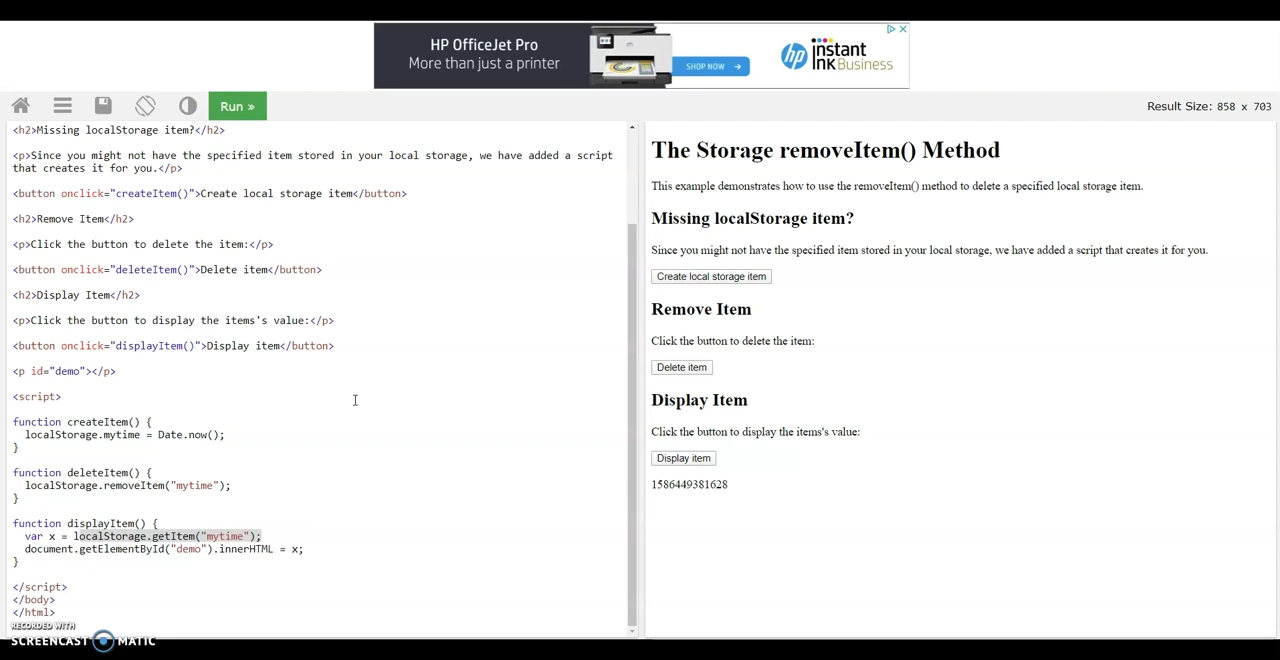 HP OfficeJet Pro
More than just a printer
SHOP NOW →
hp instant ink Business
Run »
Result Size: 858 x 703
<h2>Missing localStorage item?</h2>
<p>Since you might not have the specified item stored in your local storage, we have added a script
that creates it for you.</p>
<button onclick="createItem()">Create local storage item</button>
<h2>Remove Item</h2>
<p>Click the button to delete the item:</p>
<button onclick="deleteItem()">Delete item</button>
<h2>Display Item</h2>
<p>Click the button to display the items's value:</p>
<button onclick="displayItem()">Display item</button>
<p id="demo"></p>
<script>
function createItem() {
  localStorage.mytime = Date.now();
}
function deleteItem() {
  localStorage.removeItem("mytime");
}
function displayItem() {
  var x = localStorage.getItem("mytime");
  document.getElementById("demo").innerHTML = x;
}
</script>
</body>
</html>
The Storage removeItem() Method
This example demonstrates how to use the removeItem() method to delete a specified local storage item.
Missing localStorage item?
Since you might not have the specified item stored in your local storage, we have added a script that creates it for you.
Create local storage item
Remove Item
Click the button to delete the item:
Delete item
Display Item
Click the button to display the items's value:
Display item
1586449381628
RECORDED WITH
SCREENCAST MATIC